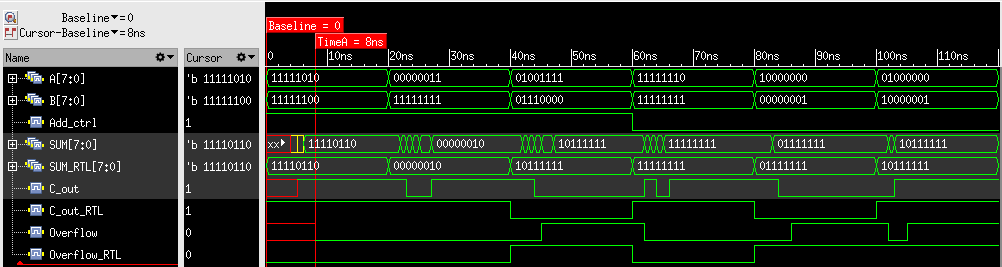 Baseline▼=0
Cursor-Baseline▼=8ns
Baseline = 0
TimeA = 8ns
Name
Cursor
0 10ns 20ns 30ns 40ns 50ns 60ns 70ns 80ns 90ns 100ns 110ns
A[7:0] 'b 11111010 11111010 00000011 01001111 11111110 10000000 01000000
B[7:0] 'b 11111100 11111100 11111111 01110000 11111111 00000001 10000001
Add_ctrl 1
SUM[7:0] 'b 11110110 xx 11110110 00000010 10111111 11111111 01111111 10111111
SUM_RTL[7:0] 'b 11110110 11110110 00000010 10111111 11111111 01111111 10111111
C_out 1
C_out_RTL 1
Overflow 0
Overflow_RTL 0